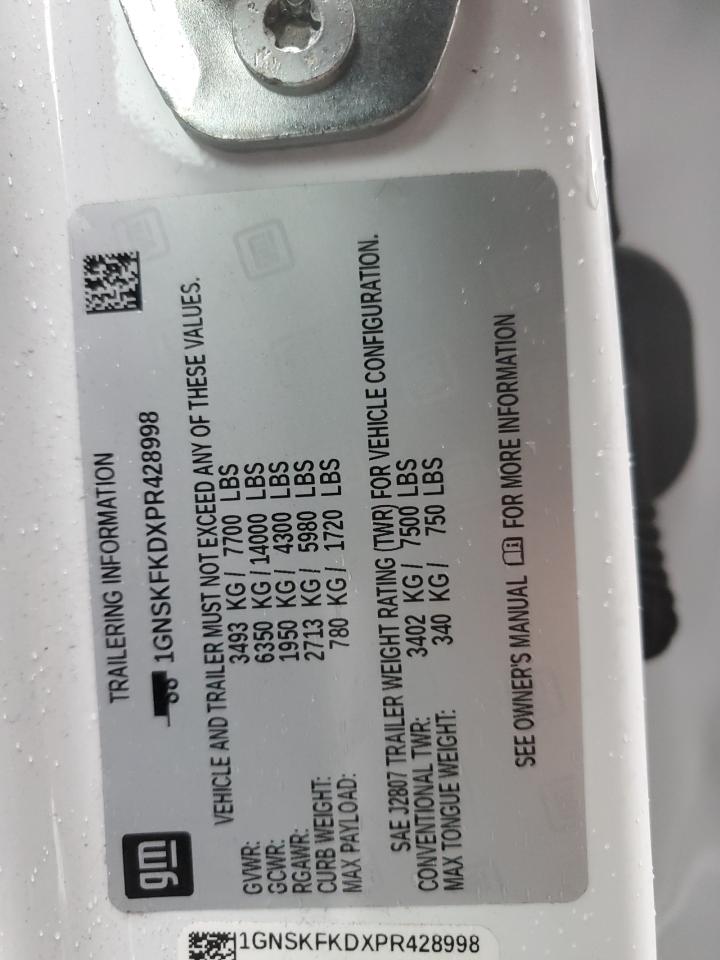 gm
TRAILERING INFORMATION
1GNSKFKDXPR428998
VEHICLE AND TRAILER MUST NOT EXCEED ANY OF THESE VALUES.
GVWR: 3493 KG / 7700 LBS
GCWR: 6350 KG / 14000 LBS
RGAWR: 1950 KG / 4300 LBS
CURB WEIGHT: 2713 KG / 5980 LBS
MAX PAYLOAD: 780 KG / 1720 LBS
SAE J2807 TRAILER WEIGHT RATING (TWR) FOR VEHICLE CONFIGURATION.
CONVENTIONAL TWR: 3402 KG / 7500 LBS
MAX TONGUE WEIGHT: 340 KG / 750 LBS
SEE OWNER'S MANUAL FOR MORE INFORMATION
1GNSKFKDXPR428998